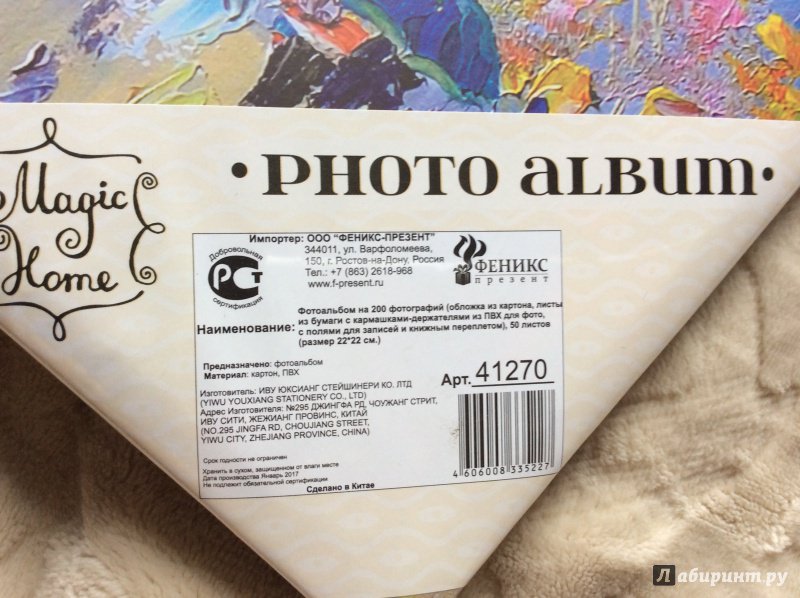 Magic
Home
• PHOTO ALBUM •
Добровольная
РСТ
сертификация
Импортер: ООО "ФЕНИКС-ПРЕЗЕНТ"
344011, ул. Варфоломеева,
150, г. Ростов-на-Дону, Россия
Тел.: +7 (863) 2618-968
www.f-present.ru
ФЕНИКС
презент
Наименование: Фотоальбом на 200 фотографий (обложка из картона, листы
из бумаги с кармашками-держателями из ПВХ для фото,
с полями для записей и книжным переплетом), 50 листов
(размер 22*22 см.)
Предназначено: фотоальбом
Материал: картон, ПВХ
Арт. 41270
Изготовитель: ИВУ ЮКСИАНГ СТЕЙШИНЕРИ КО. ЛТД
(YIWU YOUXIANG STATIONERY CO., LTD)
Адрес Изготовителя: №295 ДЖИНГФА РД, ЧОУЖАНГ СТРИТ,
ИВУ СИТИ, ЖЕЖИАНГ ПРОВИНС, КИТАЙ
(NO.295 JINGFA RD, CHOUJIANG STREET,
YIWU CITY, ZHEJIANG PROVINCE, CHINA)
Срок годности не ограничен
Хранить в сухом, защищенном от влаги месте
Дата производства Январь 2017
Не подлежит обязательной сертификации
Сделано в Китае
4 606008 335227
Лабиринт.ру